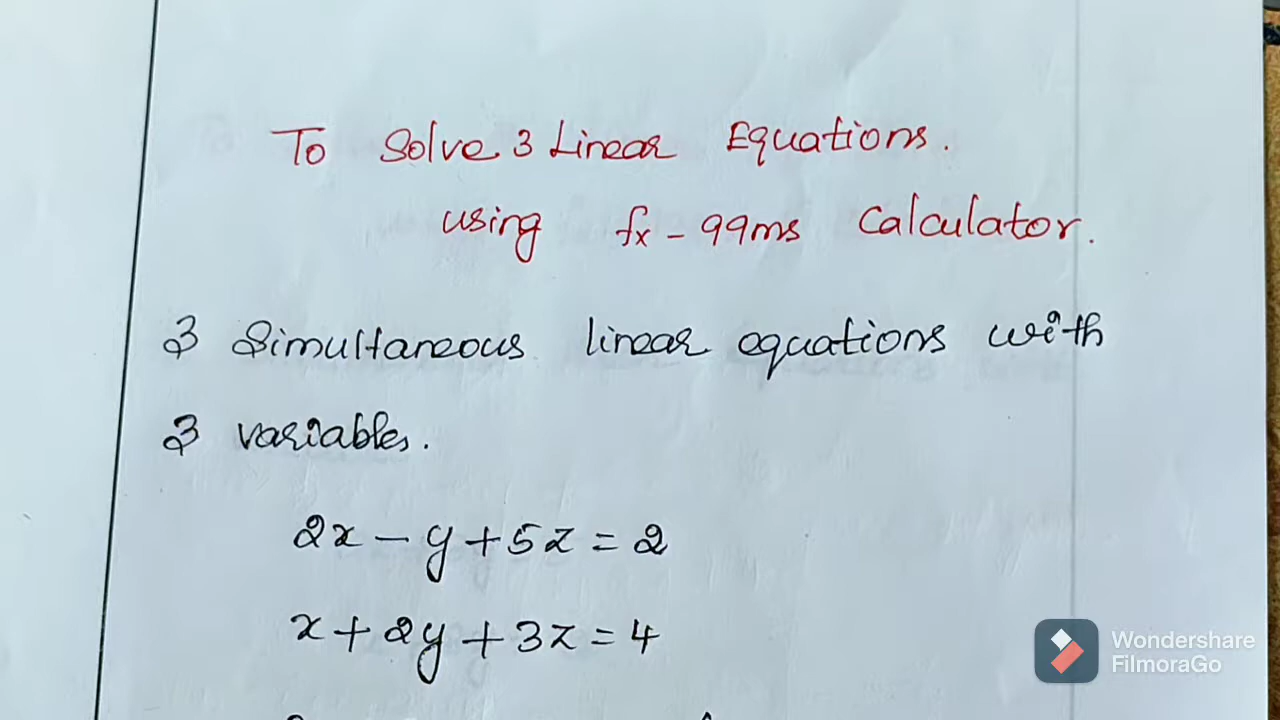 To Solve 3 Linear Equations.
using fx - 99ms Calculator.
3 Simultaneous linear equations with
3 variables.
2x - y + 5z = 2
x + 2y + 3z = 4
Wondershare
FilmoraGo